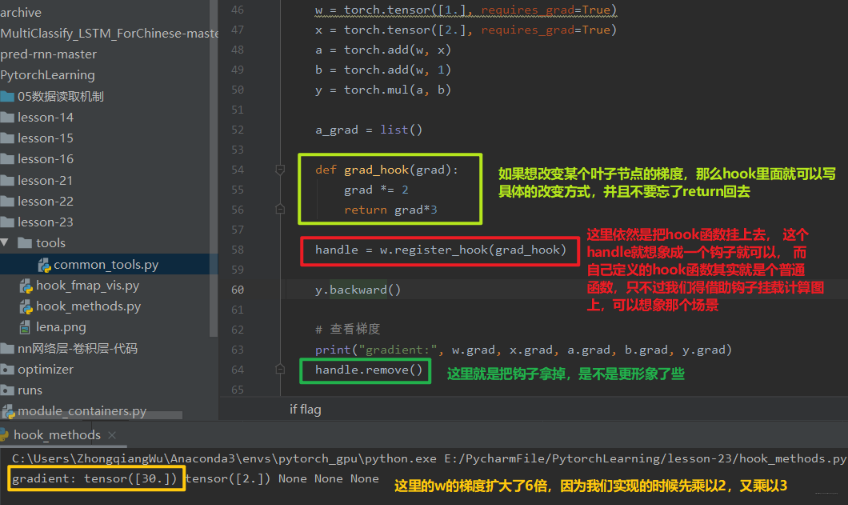 archive
MultiClassify_LSTM_ForChinese-maste
pred-rnn-master
PytorchLearning
05数据读取机制
lesson-14
lesson-15
lesson-16
lesson-21
lesson-22
lesson-23
tools
common_tools.py
hook_fmap_vis.py
hook_methods.py
lena.png
nn网络层-卷积层-代码
optimizer
runs
module_containers.py
46 w = torch.tensor([1.], requires_grad=True)
47 x = torch.tensor([2.], requires_grad=True)
48 a = torch.add(w, x)
49 b = torch.add(w, 1)
50 y = torch.mul(a, b)
51
52 a_grad = list()
53
54 def grad_hook(grad):
55 grad *= 2
56 return grad*3
57
58 handle = w.register_hook(grad_hook)
59
60 y.backward()
61
62 # 查看梯度
63 print("gradient:", w.grad, x.grad, a.grad, b.grad, y.grad)
64 handle.remove()
65
如果想改变某个叶子节点的梯度，那么hook里面就可以写
具体的改变方式，并且不要忘了return回去
这里依然是把hook函数挂上去， 这个
handle就想象成一个钩子就可以， 而
自己定义的hook函数其实就是个普通
函数，只不过我们得借助钩子挂载计算图
上，可以想象那个场景
这里就是把钩子拿掉，是不是更形象了些
if flag
hook_methods ×
C:\Users\ZhongqiangWu\Anaconda3\envs\pytorch_gpu\python.exe E:/PycharmFile/PytorchLearning/lesson-23/hook_methods.py
gradient: tensor([30.]) tensor([2.]) None None None
这里的w的梯度扩大了6倍，因为我们实现的时候先乘以2，又乘以3